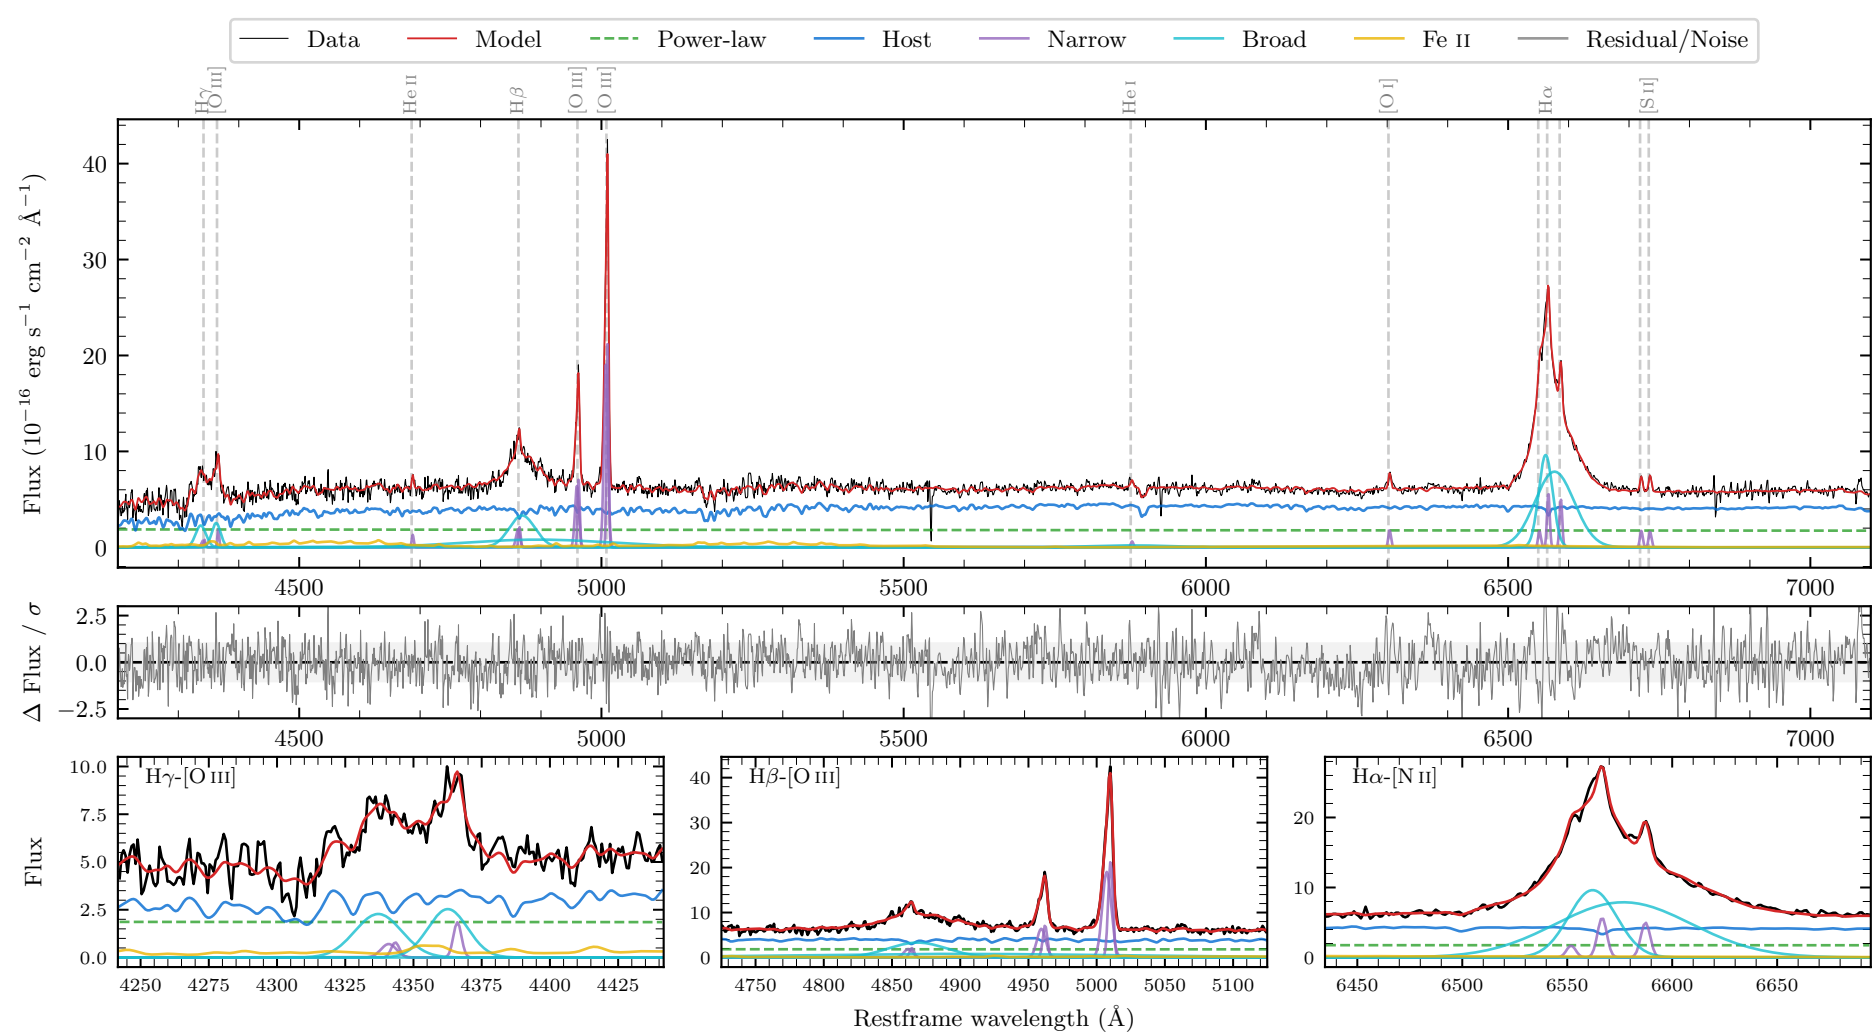 Data Model Power-law Host Narrow Broad Fe II Residual/Noise
Hγ [O III] He II Hβ [O III] [O III] He I [O I] Hα [S II]
Flux (10⁻¹⁶ erg s⁻¹ cm⁻² Å⁻¹)
40
30
20
10
0
4500 5000 5500 6000 6500 7000
Δ Flux / σ
2.5
0.0
−2.5
4500 5000 5500 6000 6500 7000
Flux
Hγ-[O III]
10.0
7.5
5.0
2.5
0.0
4250 4275 4300 4325 4350 4375 4400 4425
Hβ-[O III]
40
30
20
10
0
4750 4800 4850 4900 4950 5000 5050 5100
Hα-[N II]
20
10
0
6450 6500 6550 6600 6650
Restframe wavelength (Å)